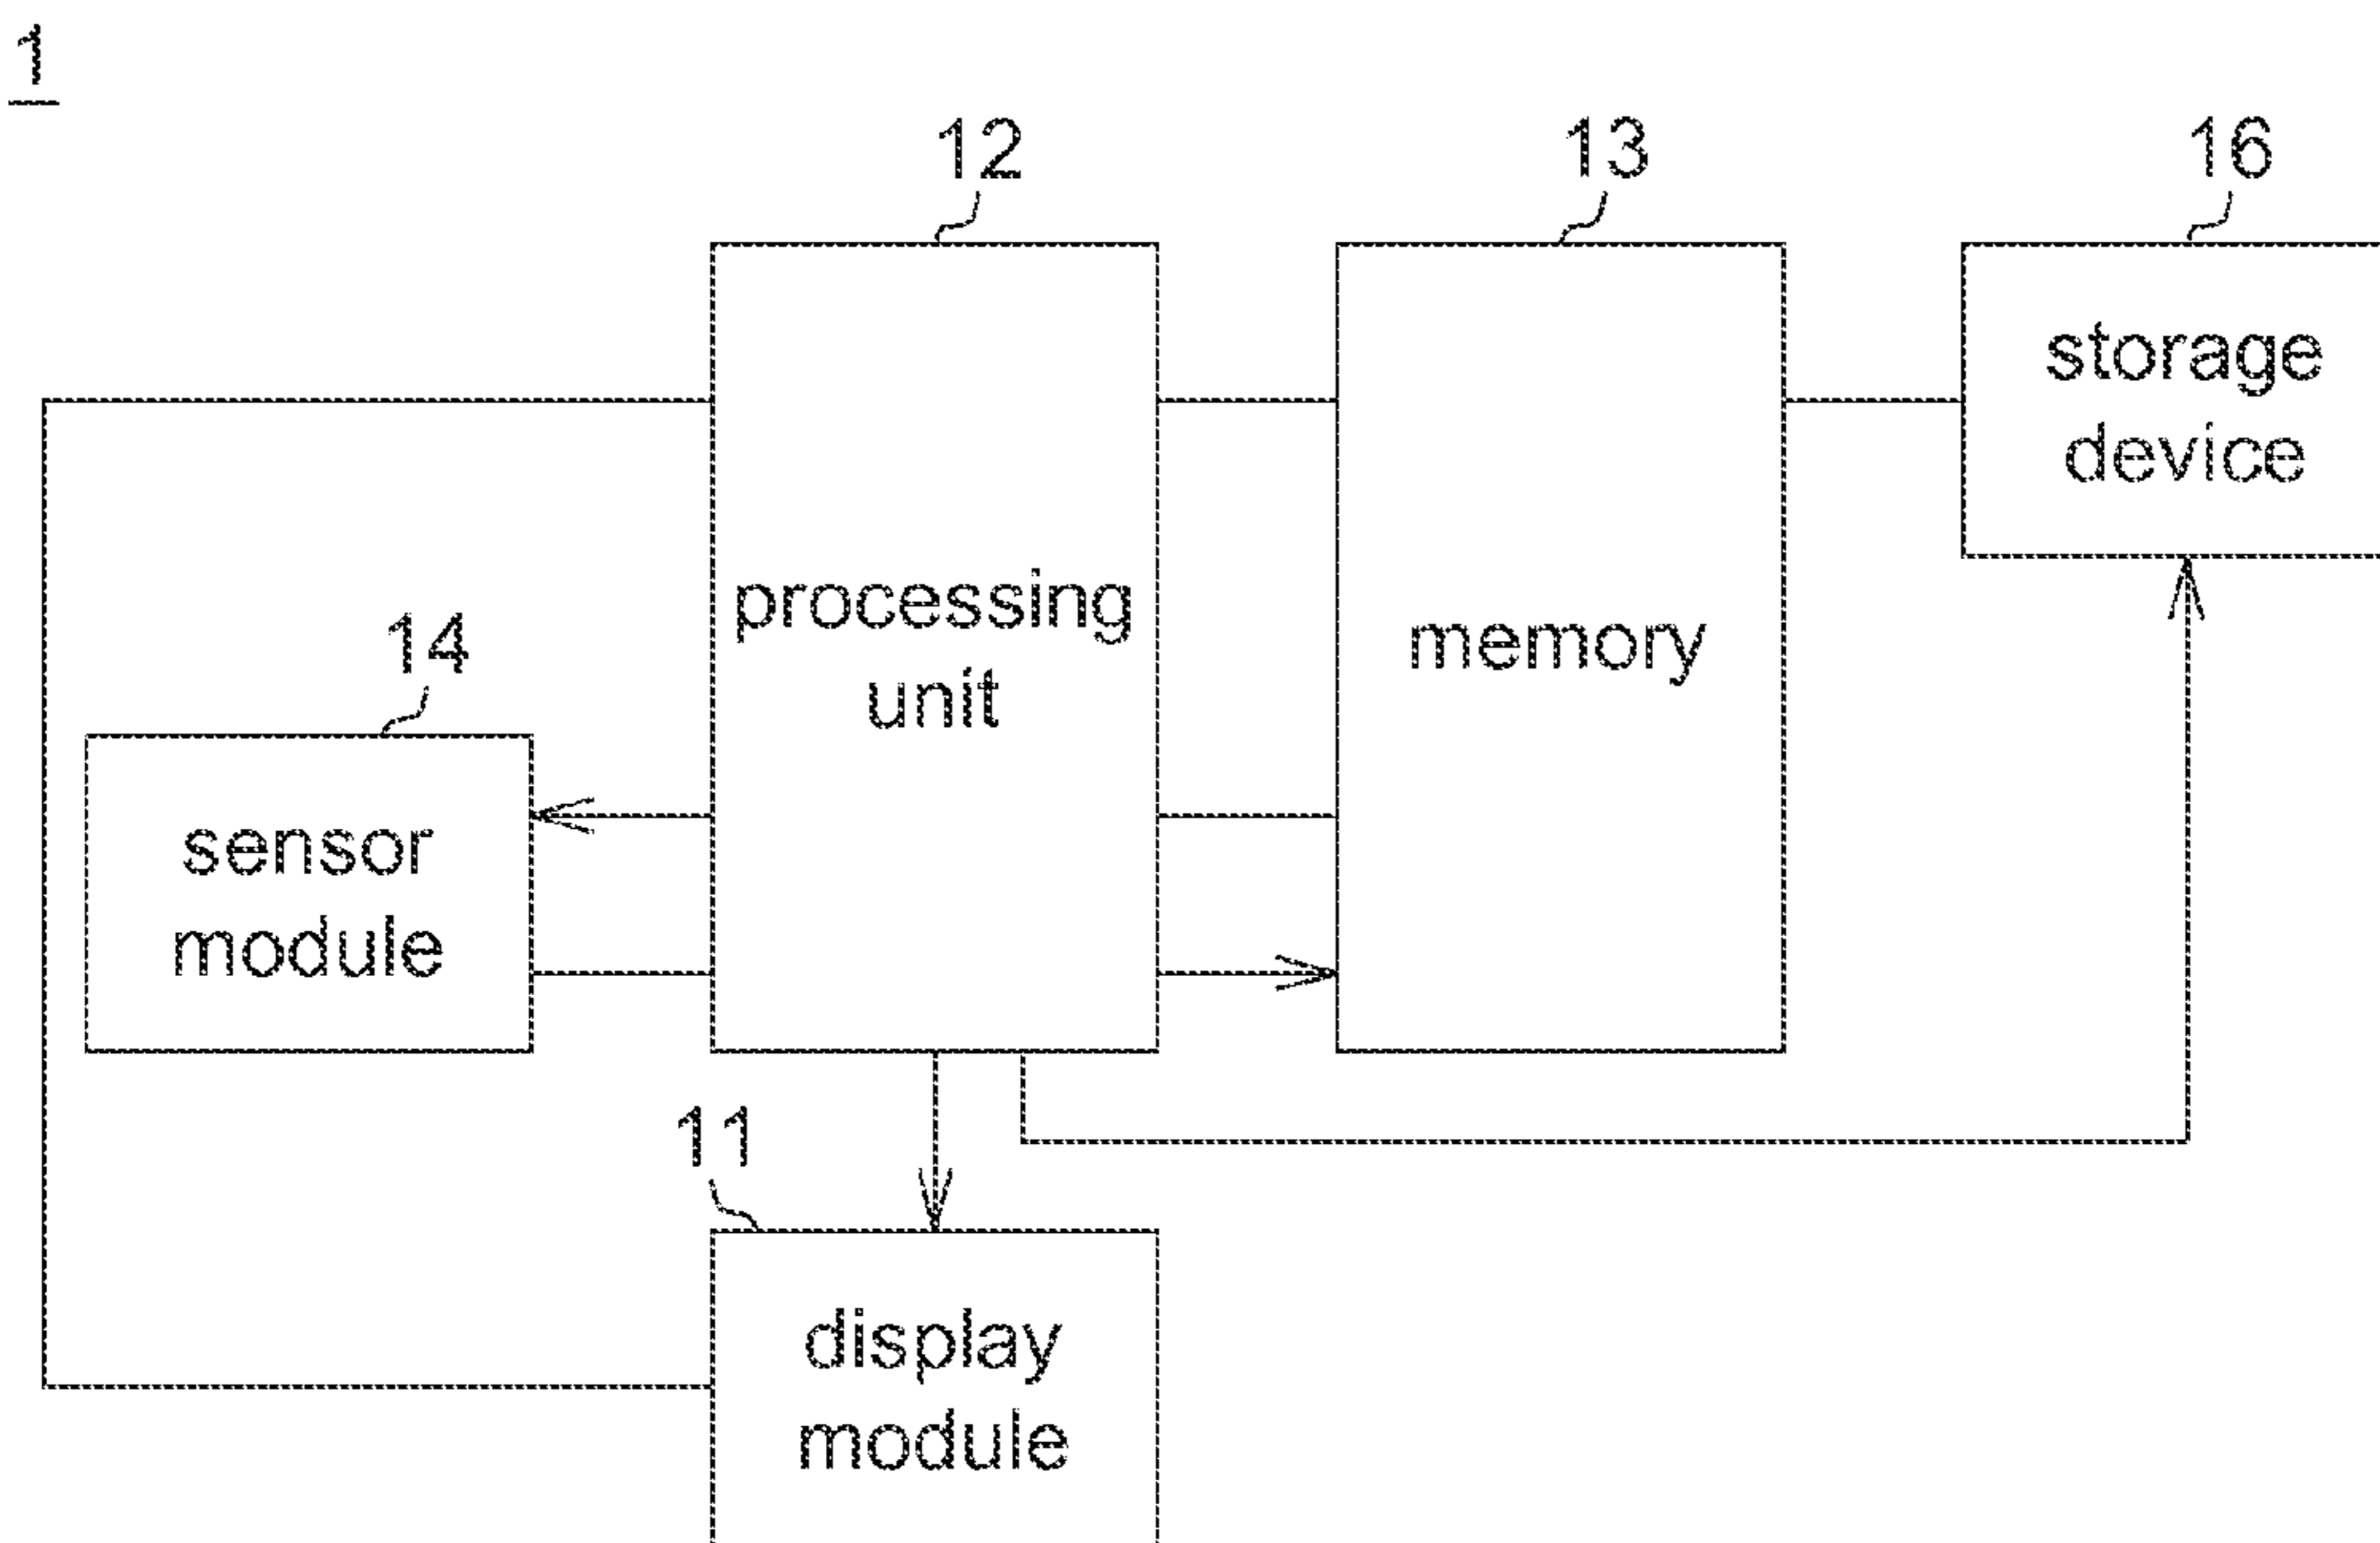 1
12
13
16
storage
device
processing
unit
memory
14
sensor
module
11
display
module